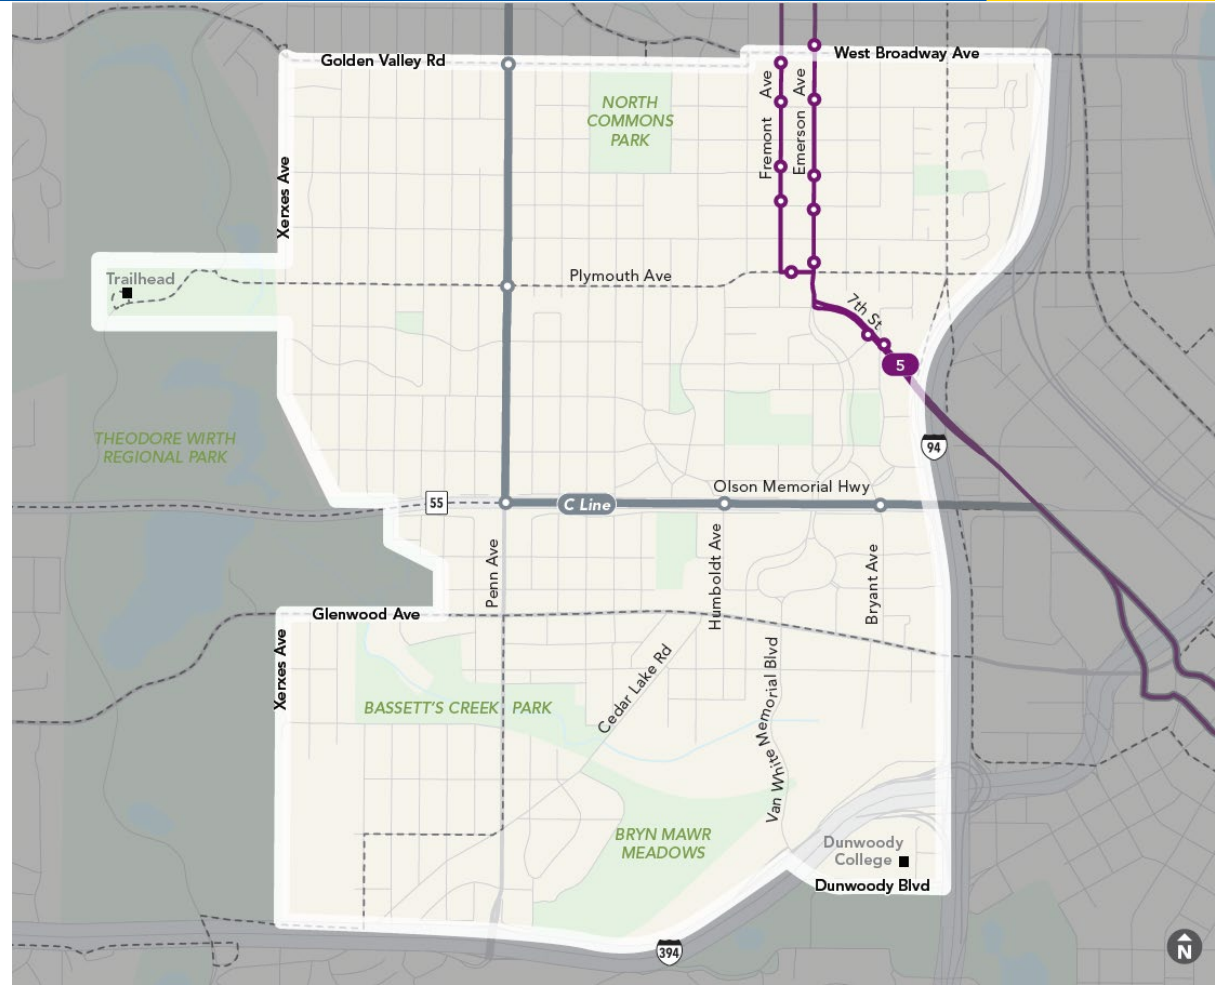 Golden Valley Rd
West Broadway Ave
NORTH
COMMONS
PARK
Fremont Ave
Emerson Ave
Xerxes Ave
Trailhead
Plymouth Ave
7th St
5
THEODORE WIRTH
REGIONAL PARK
94
55
C Line
Olson Memorial Hwy
Penn Ave
Humboldt Ave
Bryant Ave
Glenwood Ave
Xerxes Ave
Cedar Lake Rd
Van White Memorial Blvd
BASSETT'S CREEK PARK
BRYN MAWR
MEADOWS
Dunwoody
College
Dunwoody Blvd
394
N